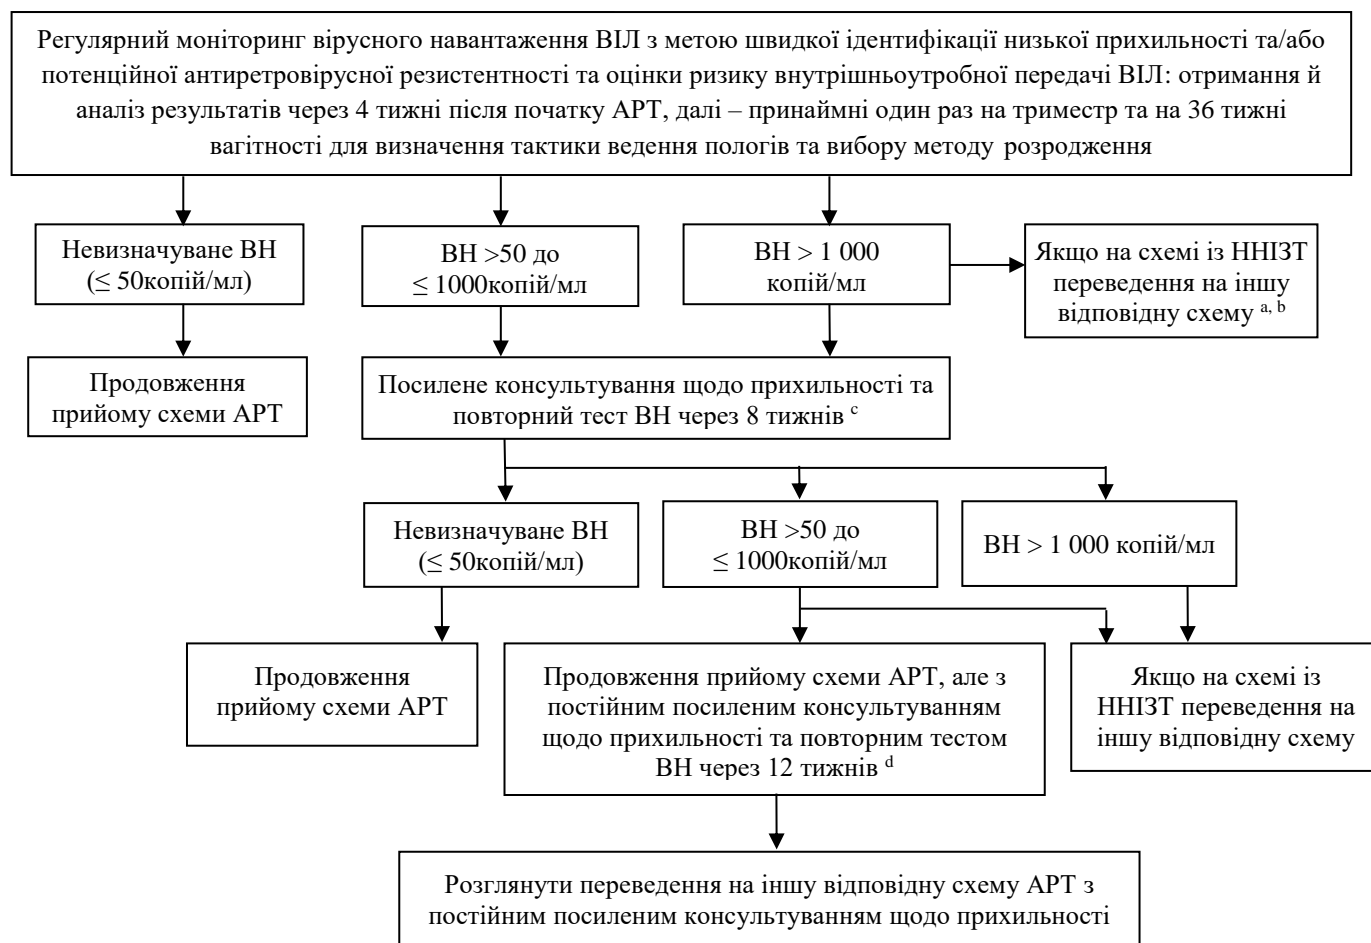 Регулярний моніторинг вірусного навантаження ВІЛ з метою швидкої ідентифікації низької прихильності та/або
потенційної антиретровірусної резистентності та оцінки ризику внутрішньоутробної передачі ВІЛ: отримання й
аналіз результатів через 4 тижні після початку АРТ, далі – принаймні один раз на триместр та на 36 тижні
вагітності для визначення тактики ведення пологів та вибору методу розродження
Невизначуване ВН
(≤ 50копій/мл)
ВН >50 до
≤ 1000копій/мл
ВН > 1 000
копій/мл
Якщо на схемі із ННІЗТ
переведення на іншу
відповідну схему a, b
Продовження
прийому схеми АРТ
Посилене консультування щодо прихильності та
повторний тест ВН через 8 тижнів c
Невизначуване ВН
(≤ 50копій/мл)
ВН >50 до
≤ 1000копій/мл
ВН > 1 000 копій/мл
Продовження
прийому схеми АРТ
Продовження прийому схеми АРТ, але з
постійним посиленим консультуванням
щодо прихильності та повторним тестом
ВН через 12 тижнів d
Якщо на схемі із
ННІЗТ переведення на
іншу відповідну схему
Розглянути переведення на іншу відповідну схему АРТ з
постійним посиленим консультуванням щодо прихильності